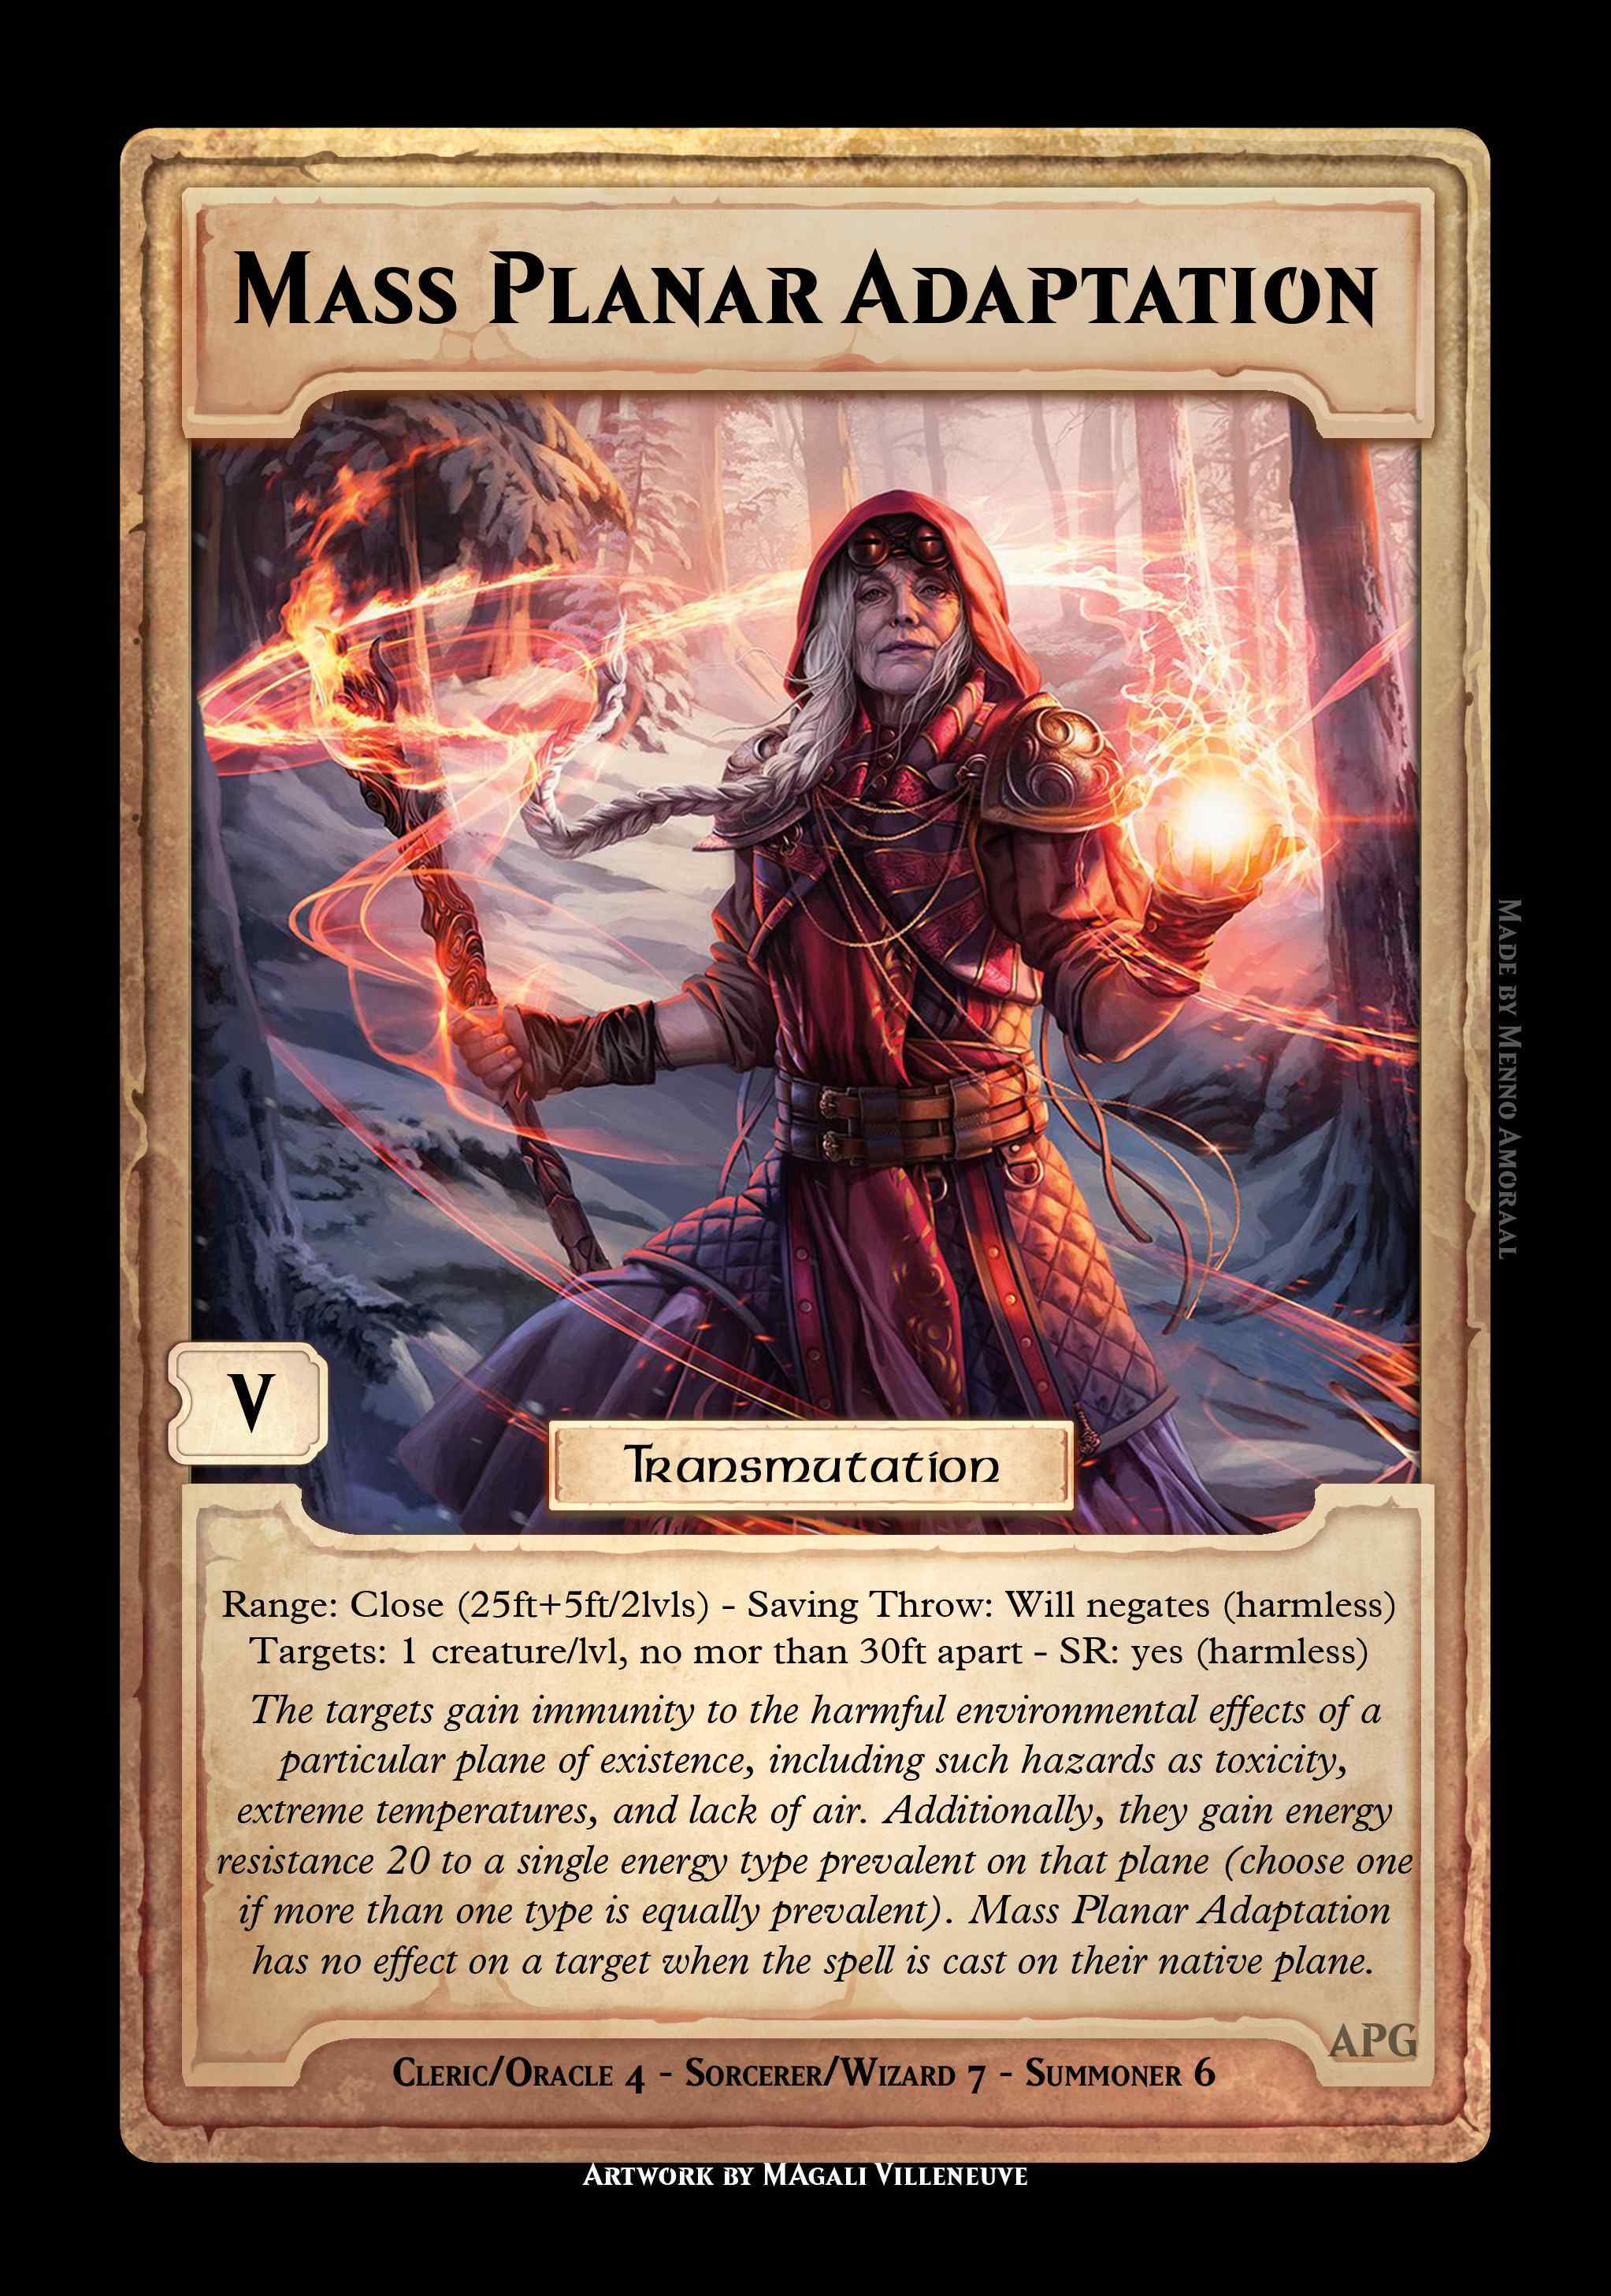 Mass Planar Adaptation
Made by Menno Amoraal
V
Transmutation
Range: Close (25ft+5ft/2lvls) - Saving Throw: Will negates (harmless)
Targets: 1 creature/lvl, no mor than 30ft apart - SR: yes (harmless)
The targets gain immunity to the harmful environmental effects of a
particular plane of existence, including such hazards as toxicity,
extreme temperatures, and lack of air. Additionally, they gain energy
resistance 20 to a single energy type prevalent on that plane (choose one
if more than one type is equally prevalent). Mass Planar Adaptation
has no effect on a target when the spell is cast on their native plane.
APG
Cleric/Oracle 4 - Sorcerer/Wizard 7 - Summoner 6
Artwork by MAgali Villeneuve